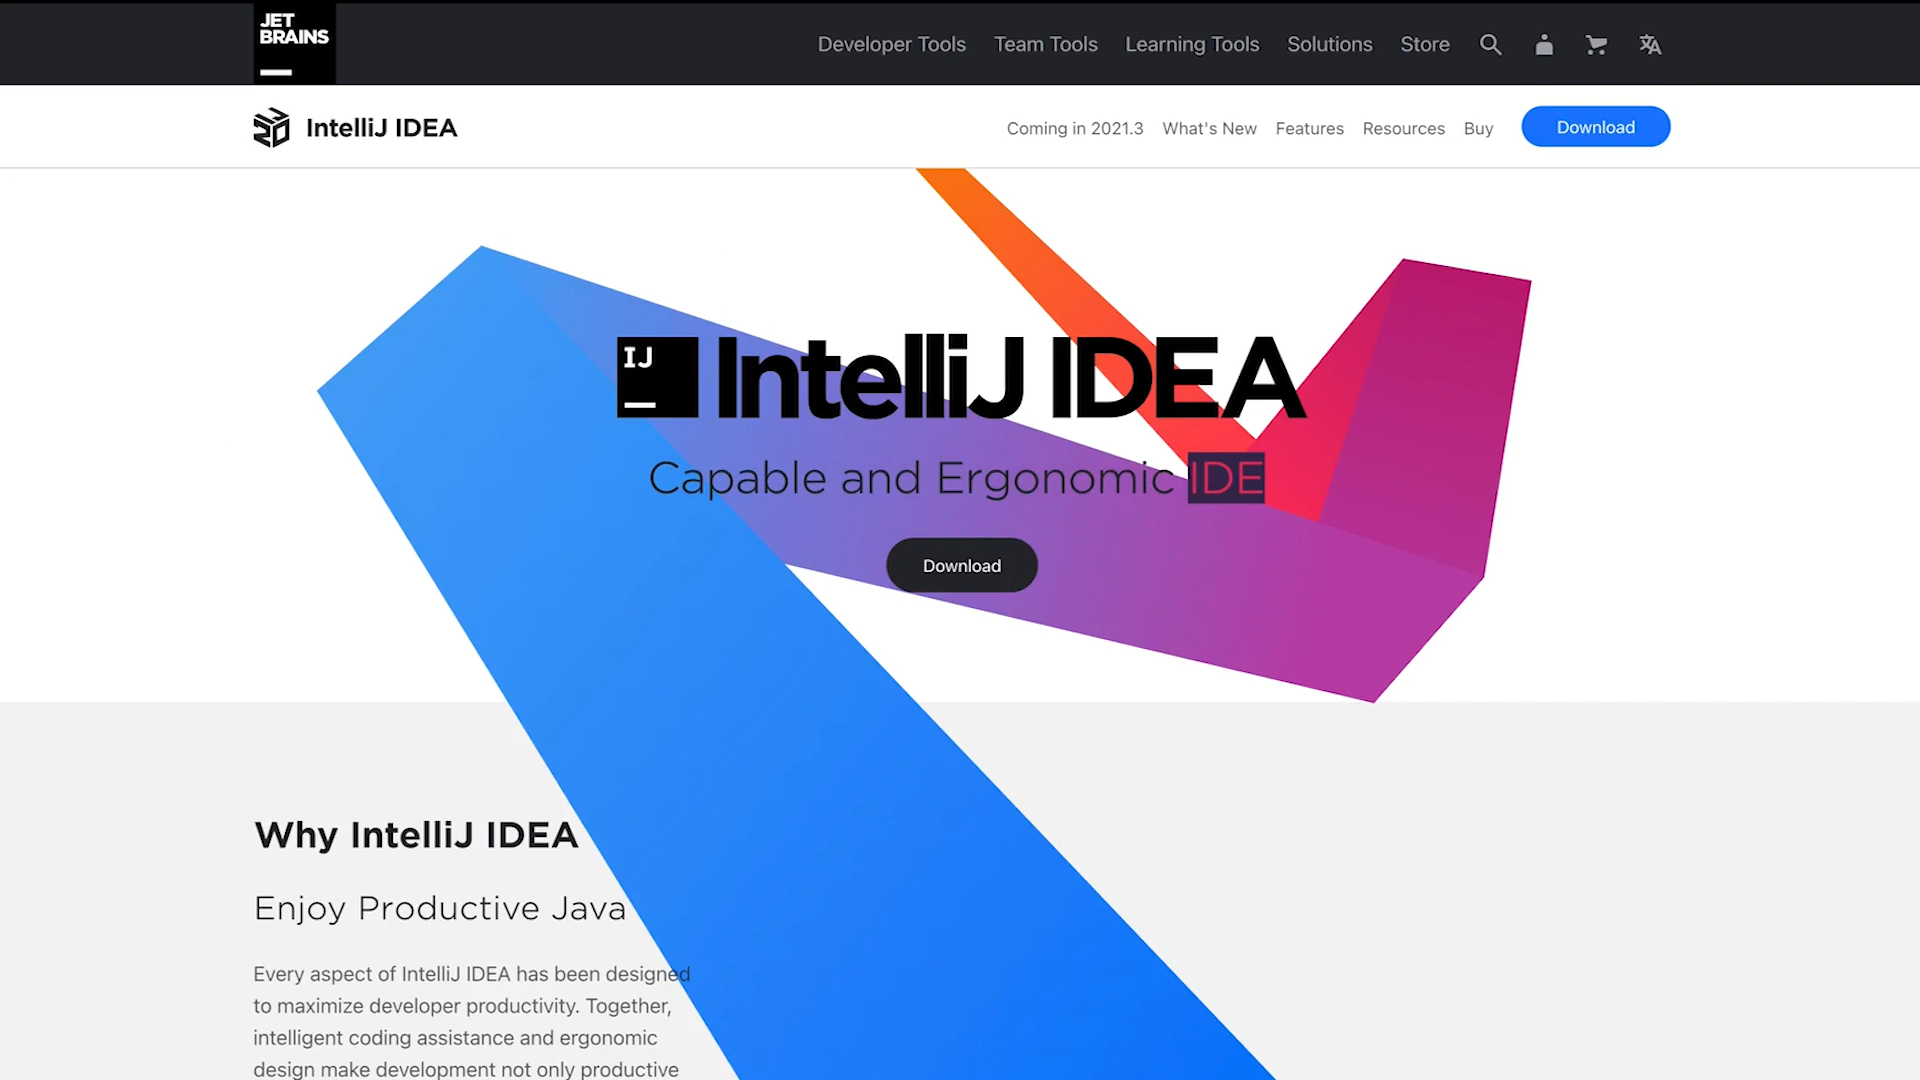 JET
BRAINS
Developer Tools
Team Tools
Learning Tools
Solutions
Store
IntelliJ IDEA
Coming in 2021.3
What's New
Features
Resources
Buy
Download
IJ
IntelliJ IDEA
Capable and Ergonomic IDE
Download
Why IntelliJ IDEA
Enjoy Productive Java
Every aspect of IntelliJ IDEA has been designed
to maximize developer productivity. Together,
intelligent coding assistance and ergonomic
design make development not only productive